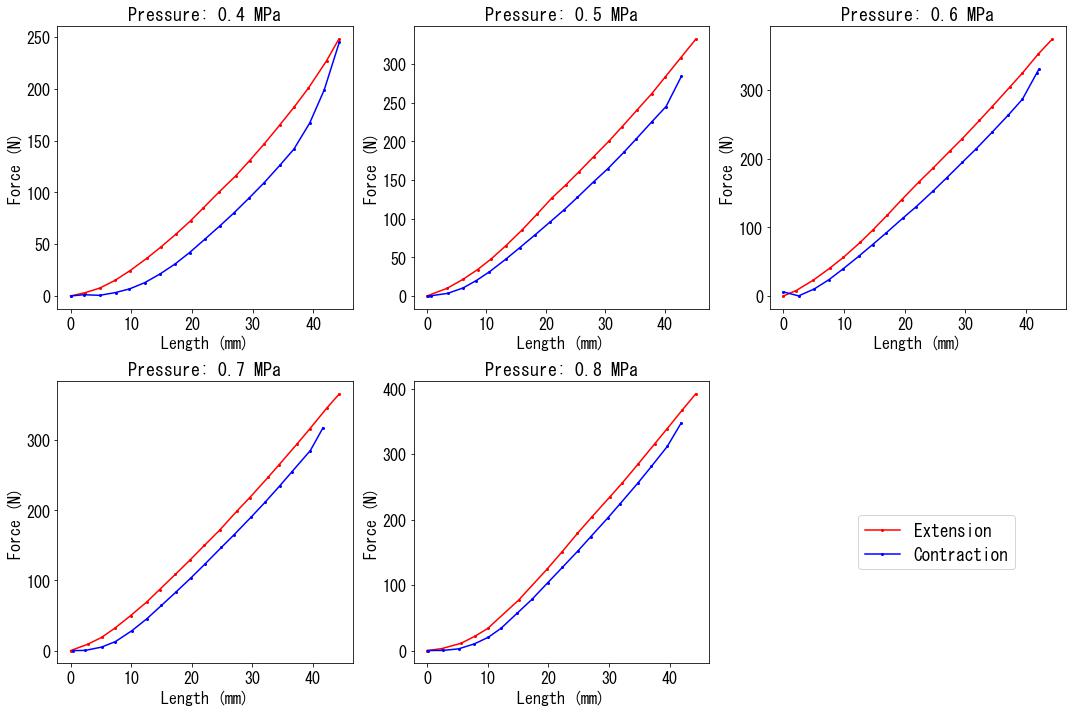 Pressure: 0.4 MPa
250
200
150
100
50
0
Force (N)
0 10 20 30 40
Length (mm)
Pressure: 0.5 MPa
300
250
200
150
100
50
0
Force (N)
0 10 20 30 40
Length (mm)
Pressure: 0.6 MPa
300
200
100
0
Force (N)
0 10 20 30 40
Length (mm)
Pressure: 0.7 MPa
300
200
100
0
Force (N)
0 10 20 30 40
Length (mm)
Pressure: 0.8 MPa
400
300
200
100
0
Force (N)
0 10 20 30 40
Length (mm)
Extension
Contraction